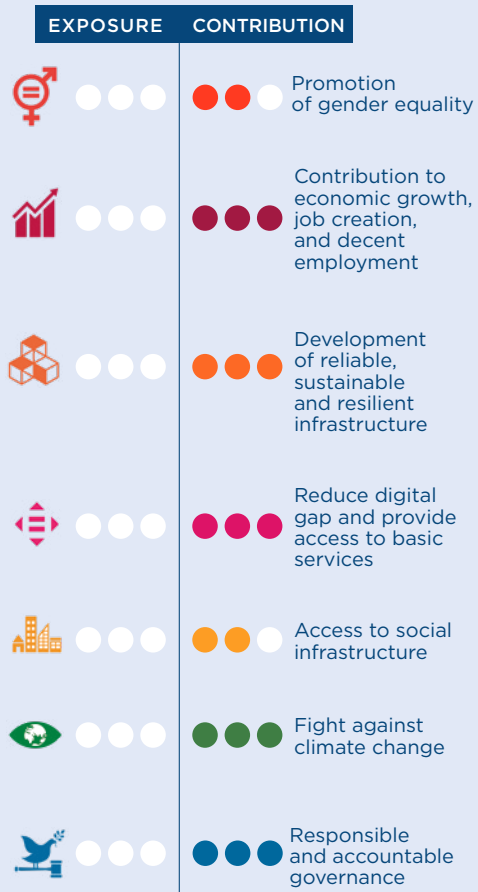 EXPOSURE CONTRIBUTION
Promotion
of gender equality
Contribution to
economic growth,
job creation,
and decent
employment
Development
of reliable,
sustainable
and resilient
infrastructure
Reduce digital
gap and provide
access to basic
services
Access to social
infrastructure
Fight against
climate change
Responsible
and accountable
governance